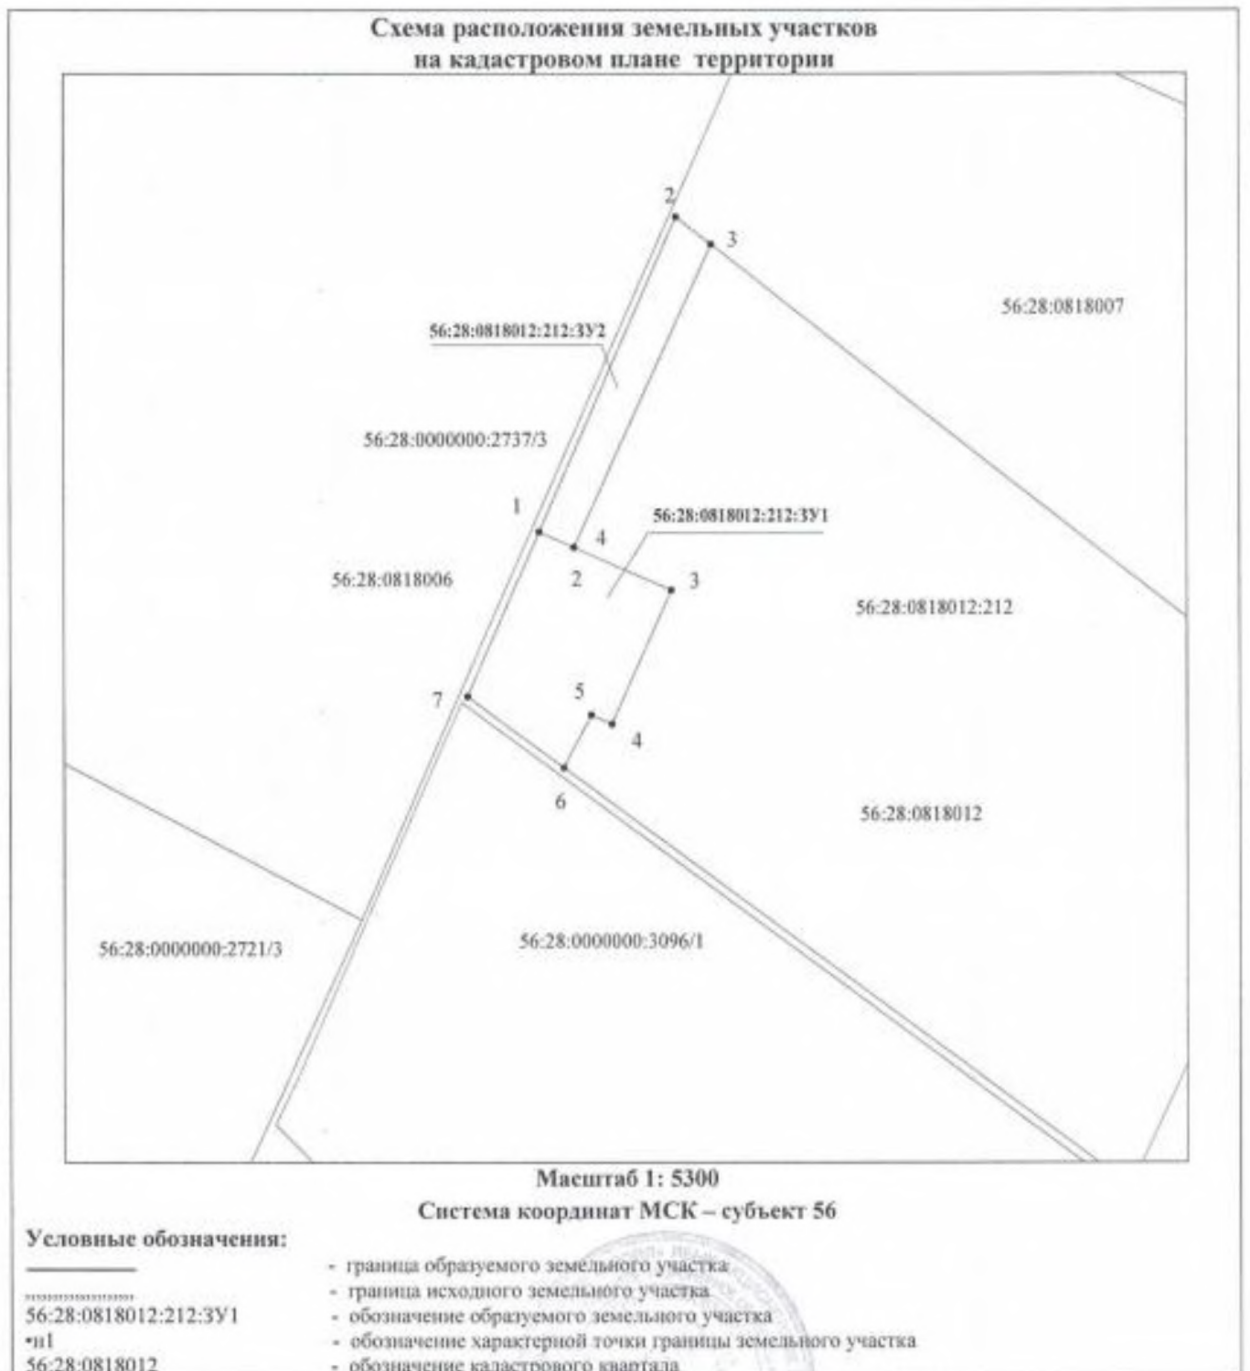 Схема расположения земельных участков
на кадастровом плане территории
2
3
56:28:0818007
56:28:0818012:212:ЗУ2
56:28:0000000:2737/3
1
56:28:0818012:212:ЗУ1
4
2
3
56:28:0818006
56:28:0818012:212
5
7
4
6
56:28:0818012
56:28:0000000:3096/1
56:28:0000000:2721/3
Масштаб 1: 5300
Система координат МСК – субъект 56
Условные обозначения:
- граница образуемого земельного участка
- граница исходного земельного участка
56:28:0818012:212:ЗУ1 - обозначение образуемого земельного участка
•н1 - обозначение характерной точки границы земельного участка
56:28:0818012 - обозначение кадастрового квартала